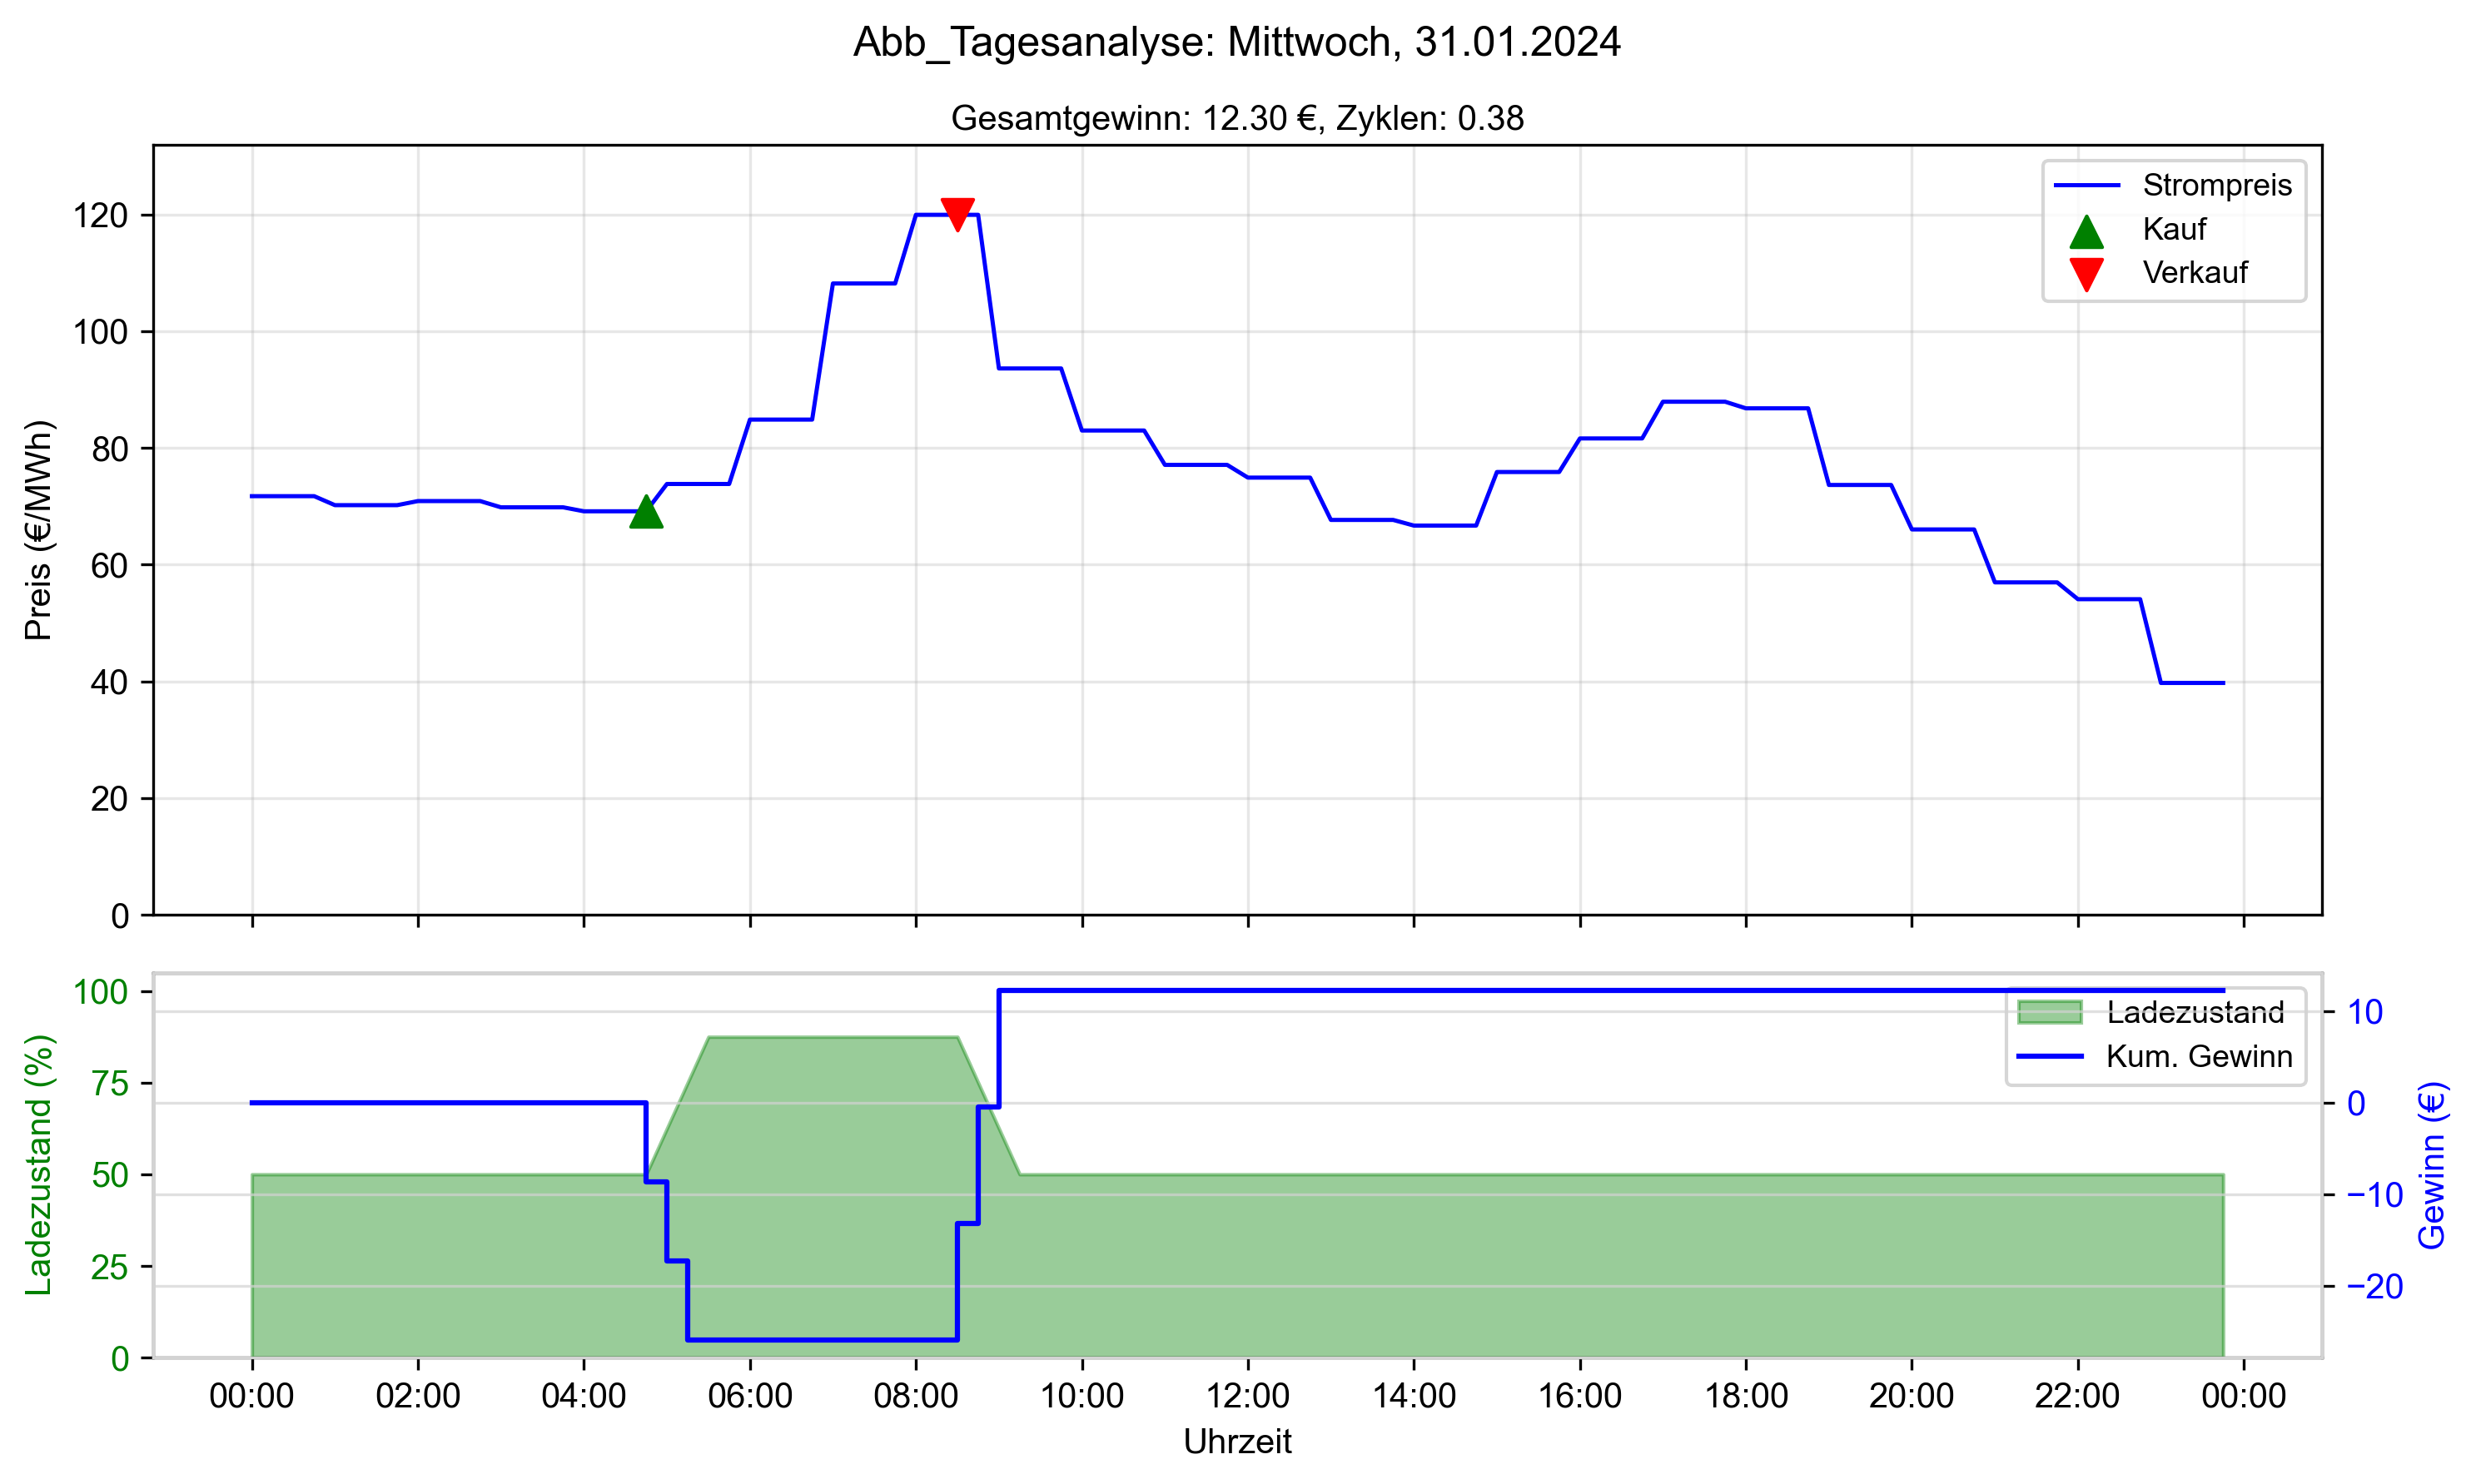 Abb_Tagesanalyse: Mittwoch, 31.01.2024
Gesamtgewinn: 12.30 €, Zyklen: 0.38
Preis (€/MWh)
120
100
80
60
40
20
0
Strompreis
Kauf
Verkauf
Ladezustand (%)
100
75
50
25
0
Ladezustand
Kum. Gewinn
10
0
−10
−20
Gewinn (€)
00:00 02:00 04:00 06:00 08:00 10:00 12:00 14:00 16:00 18:00 20:00 22:00 00:00
Uhrzeit